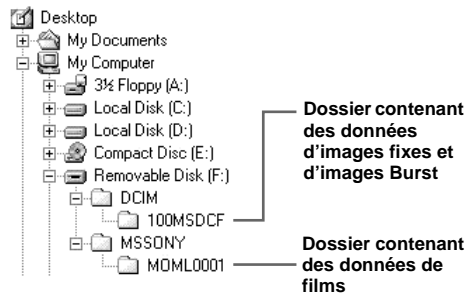 Desktop
My Documents
My Computer
3½ Floppy (A:)
Local Disk (C:)
Local Disk (D:)
Compact Disc (E:)
Removable Disk (F:)
DCIM
100MSDCF
MSSONY
MOML0001
Dossier contenant
des données
d'images fixes et
d'images Burst
Dossier contenant
des données de
films